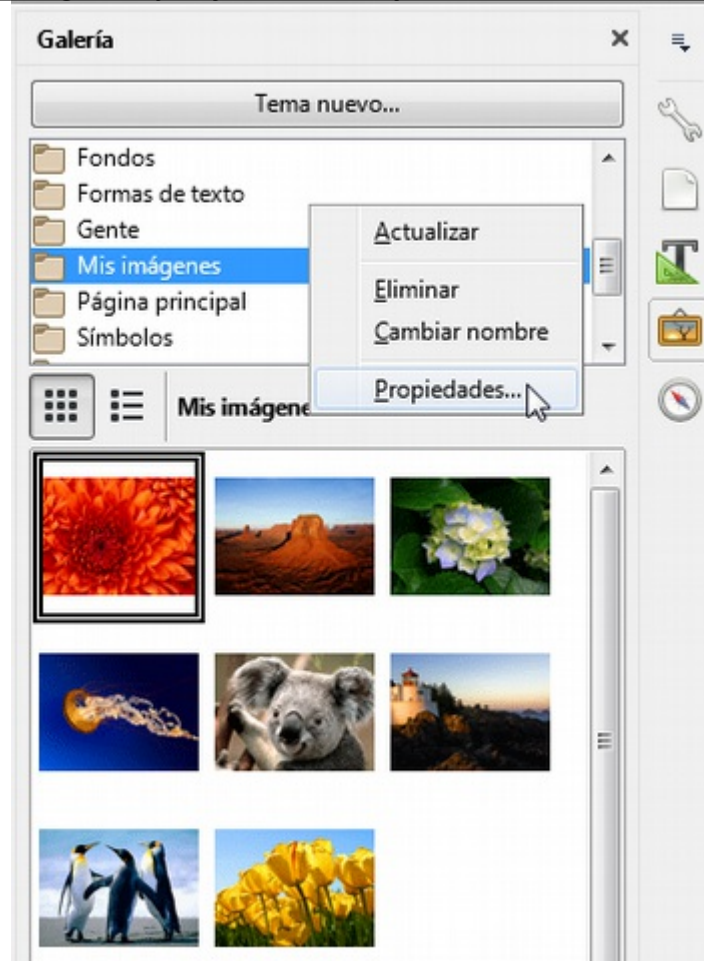 Galería
Tema nuevo...
Fondos
Formas de texto
Gente
Mis imágenes
Página principal
Símbolos
Actualizar
Eliminar
Cambiar nombre
Propiedades...
Mis imágene